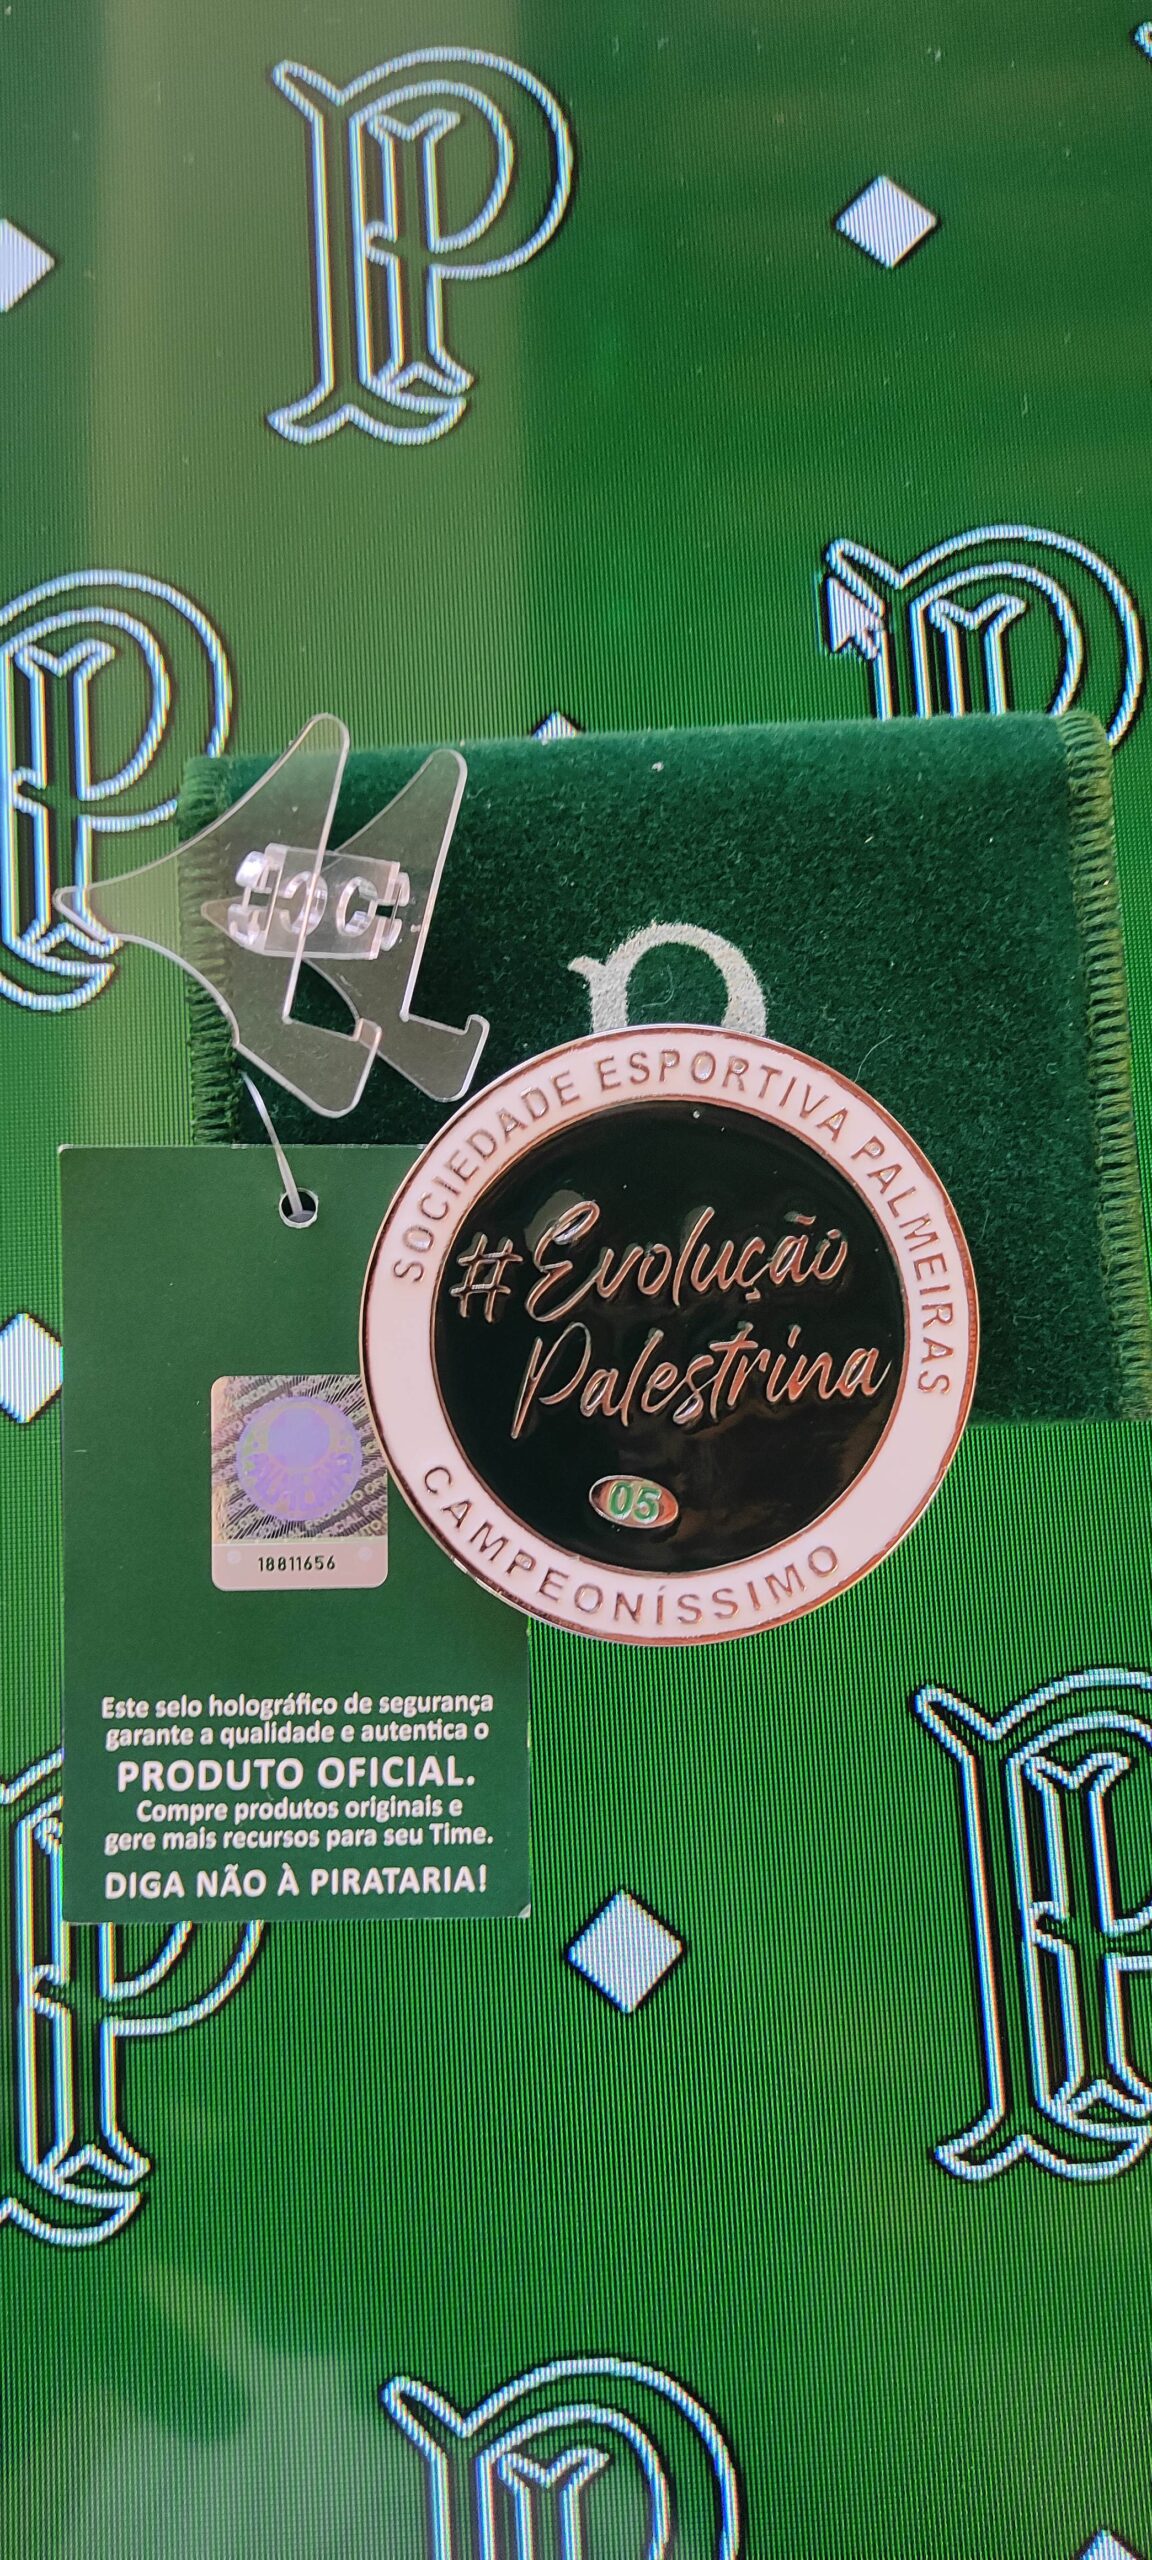 P
P
P
P
SOCIEDADE ESPORTIVA PALMEIRAS
#Evolução
Palestrina
05
CAMPEONÍSSIMO
18811656
Este selo holográfico de segurança
garante a qualidade e autentica o
PRODUTO OFICIAL.
Compre produtos originais e
gere mais recursos para seu Time.
DIGA NÃO À PIRATARIA!
P
P
P